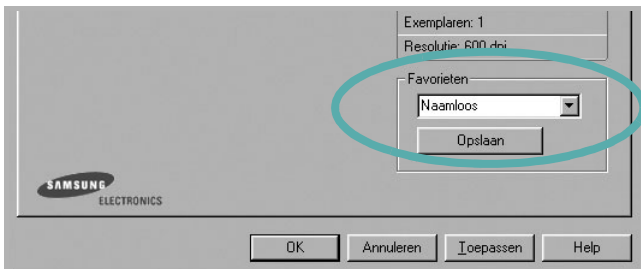 Exemplaren: 1
Resolutie: 600 dpi
Favorieten
Naamloos
Opslaan
SAMSUNG
ELECTRONICS
OK Annuleren Toepassen Help